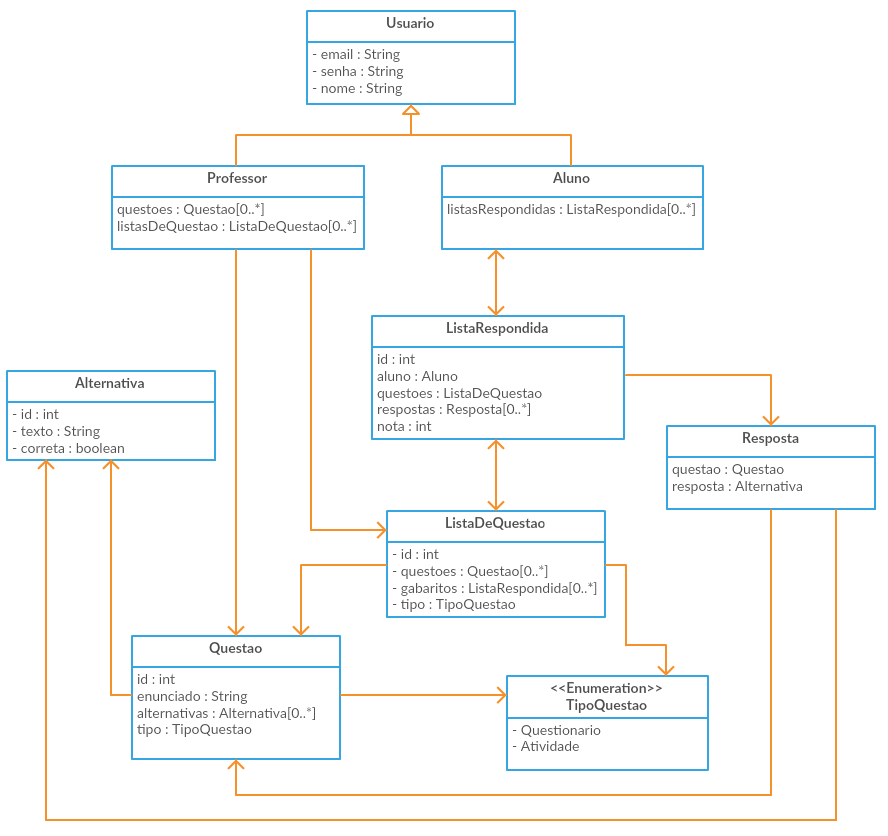 Usuario
- email : String
- senha : String
- nome : String
Professor
questoes : Questao[0..*]
listasDeQuestao : ListaDeQuestao[0..*]
Aluno
listasRespondidas : ListaRespondida[0..*]
ListaRespondida
id : int
aluno : Aluno
questoes : ListaDeQuestao
respostas : Resposta[0..*]
nota : int
Alternativa
- id : int
- texto : String
- correta : boolean
Resposta
questao : Questao
resposta : Alternativa
ListaDeQuestao
- id : int
- questoes : Questao[0..*]
- gabaritos : ListaRespondida[0..*]
- tipo : TipoQuestao
Questao
id : int
enunciado : String
alternativas : Alternativa[0..*]
tipo : TipoQuestao
<<Enumeration>>
TipoQuestao
- Questionario
- Atividade